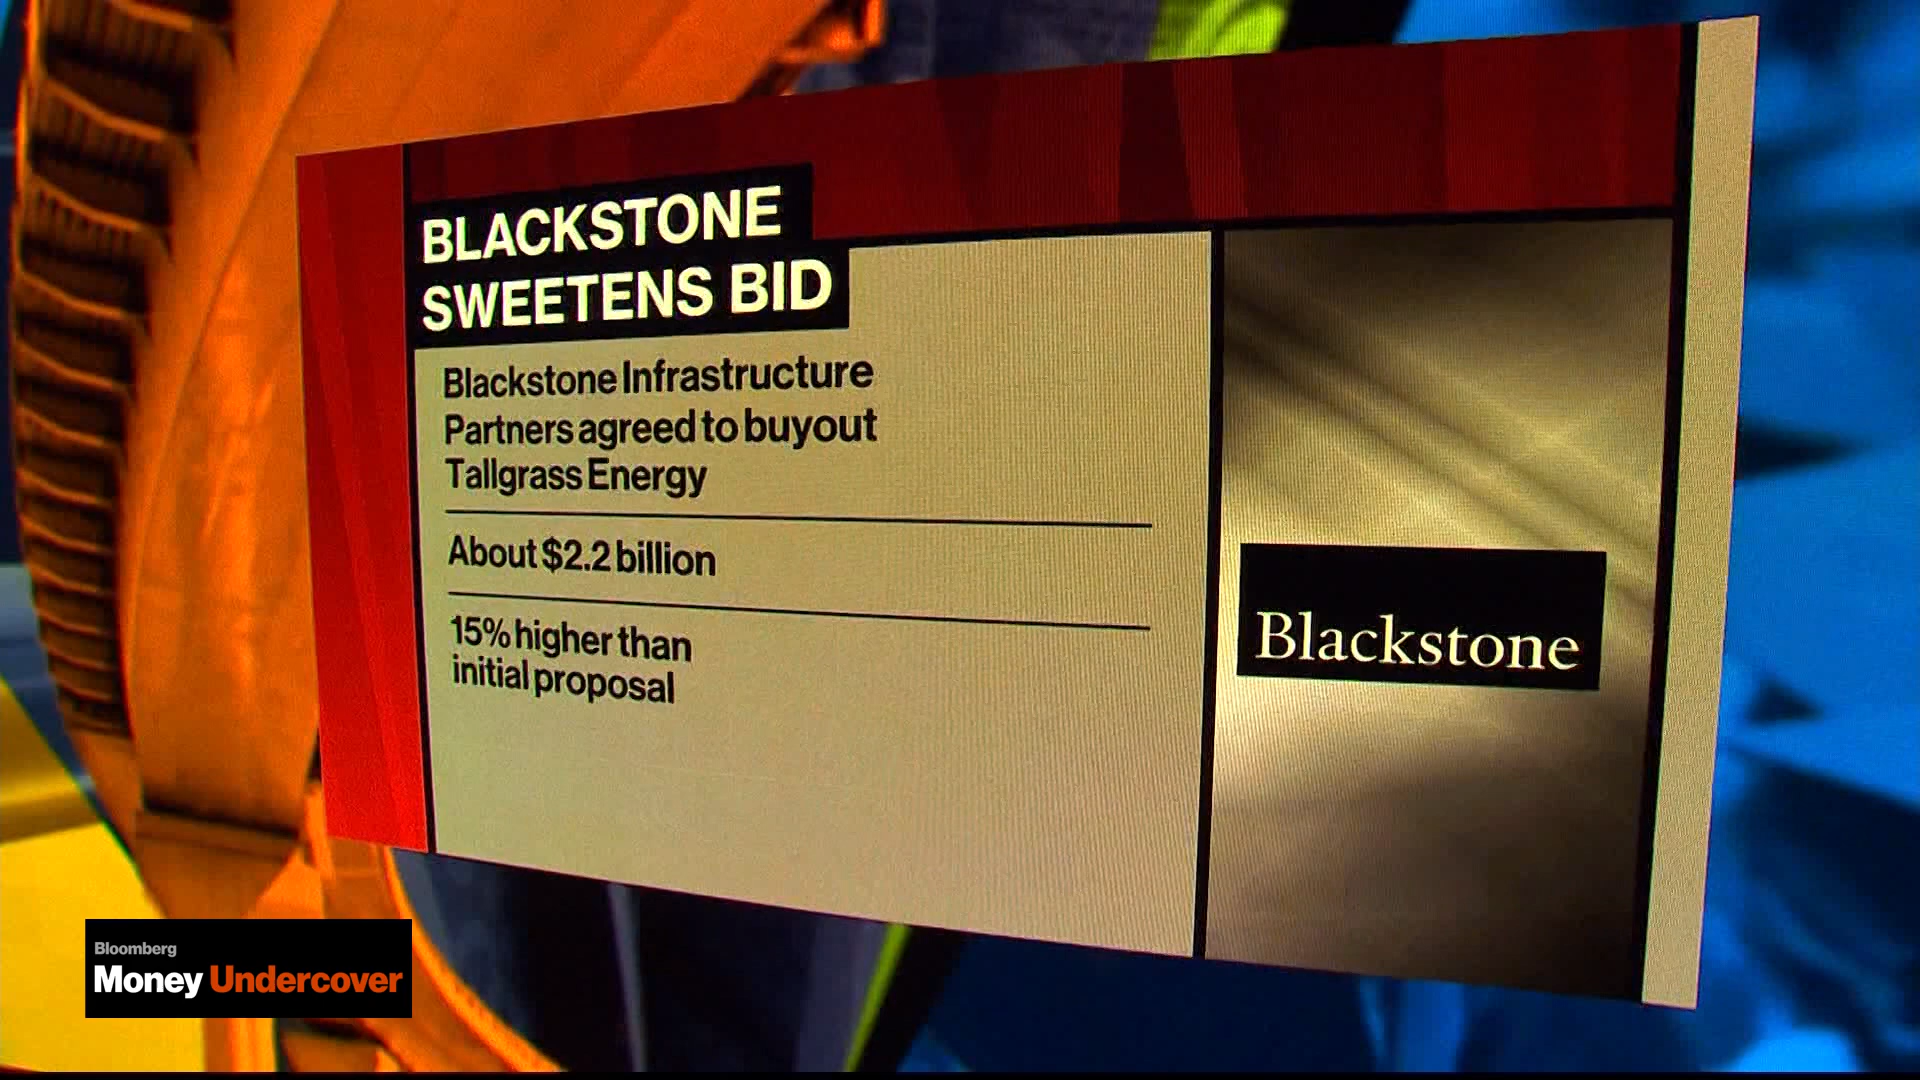 BLACKSTONE
SWEETENS BID
Blackstone Infrastructure
Partners agreed to buyout
Tallgrass Energy
About $2.2 billion
15% higher than
initial proposal
Blackstone
Bloomberg
Money Undercover